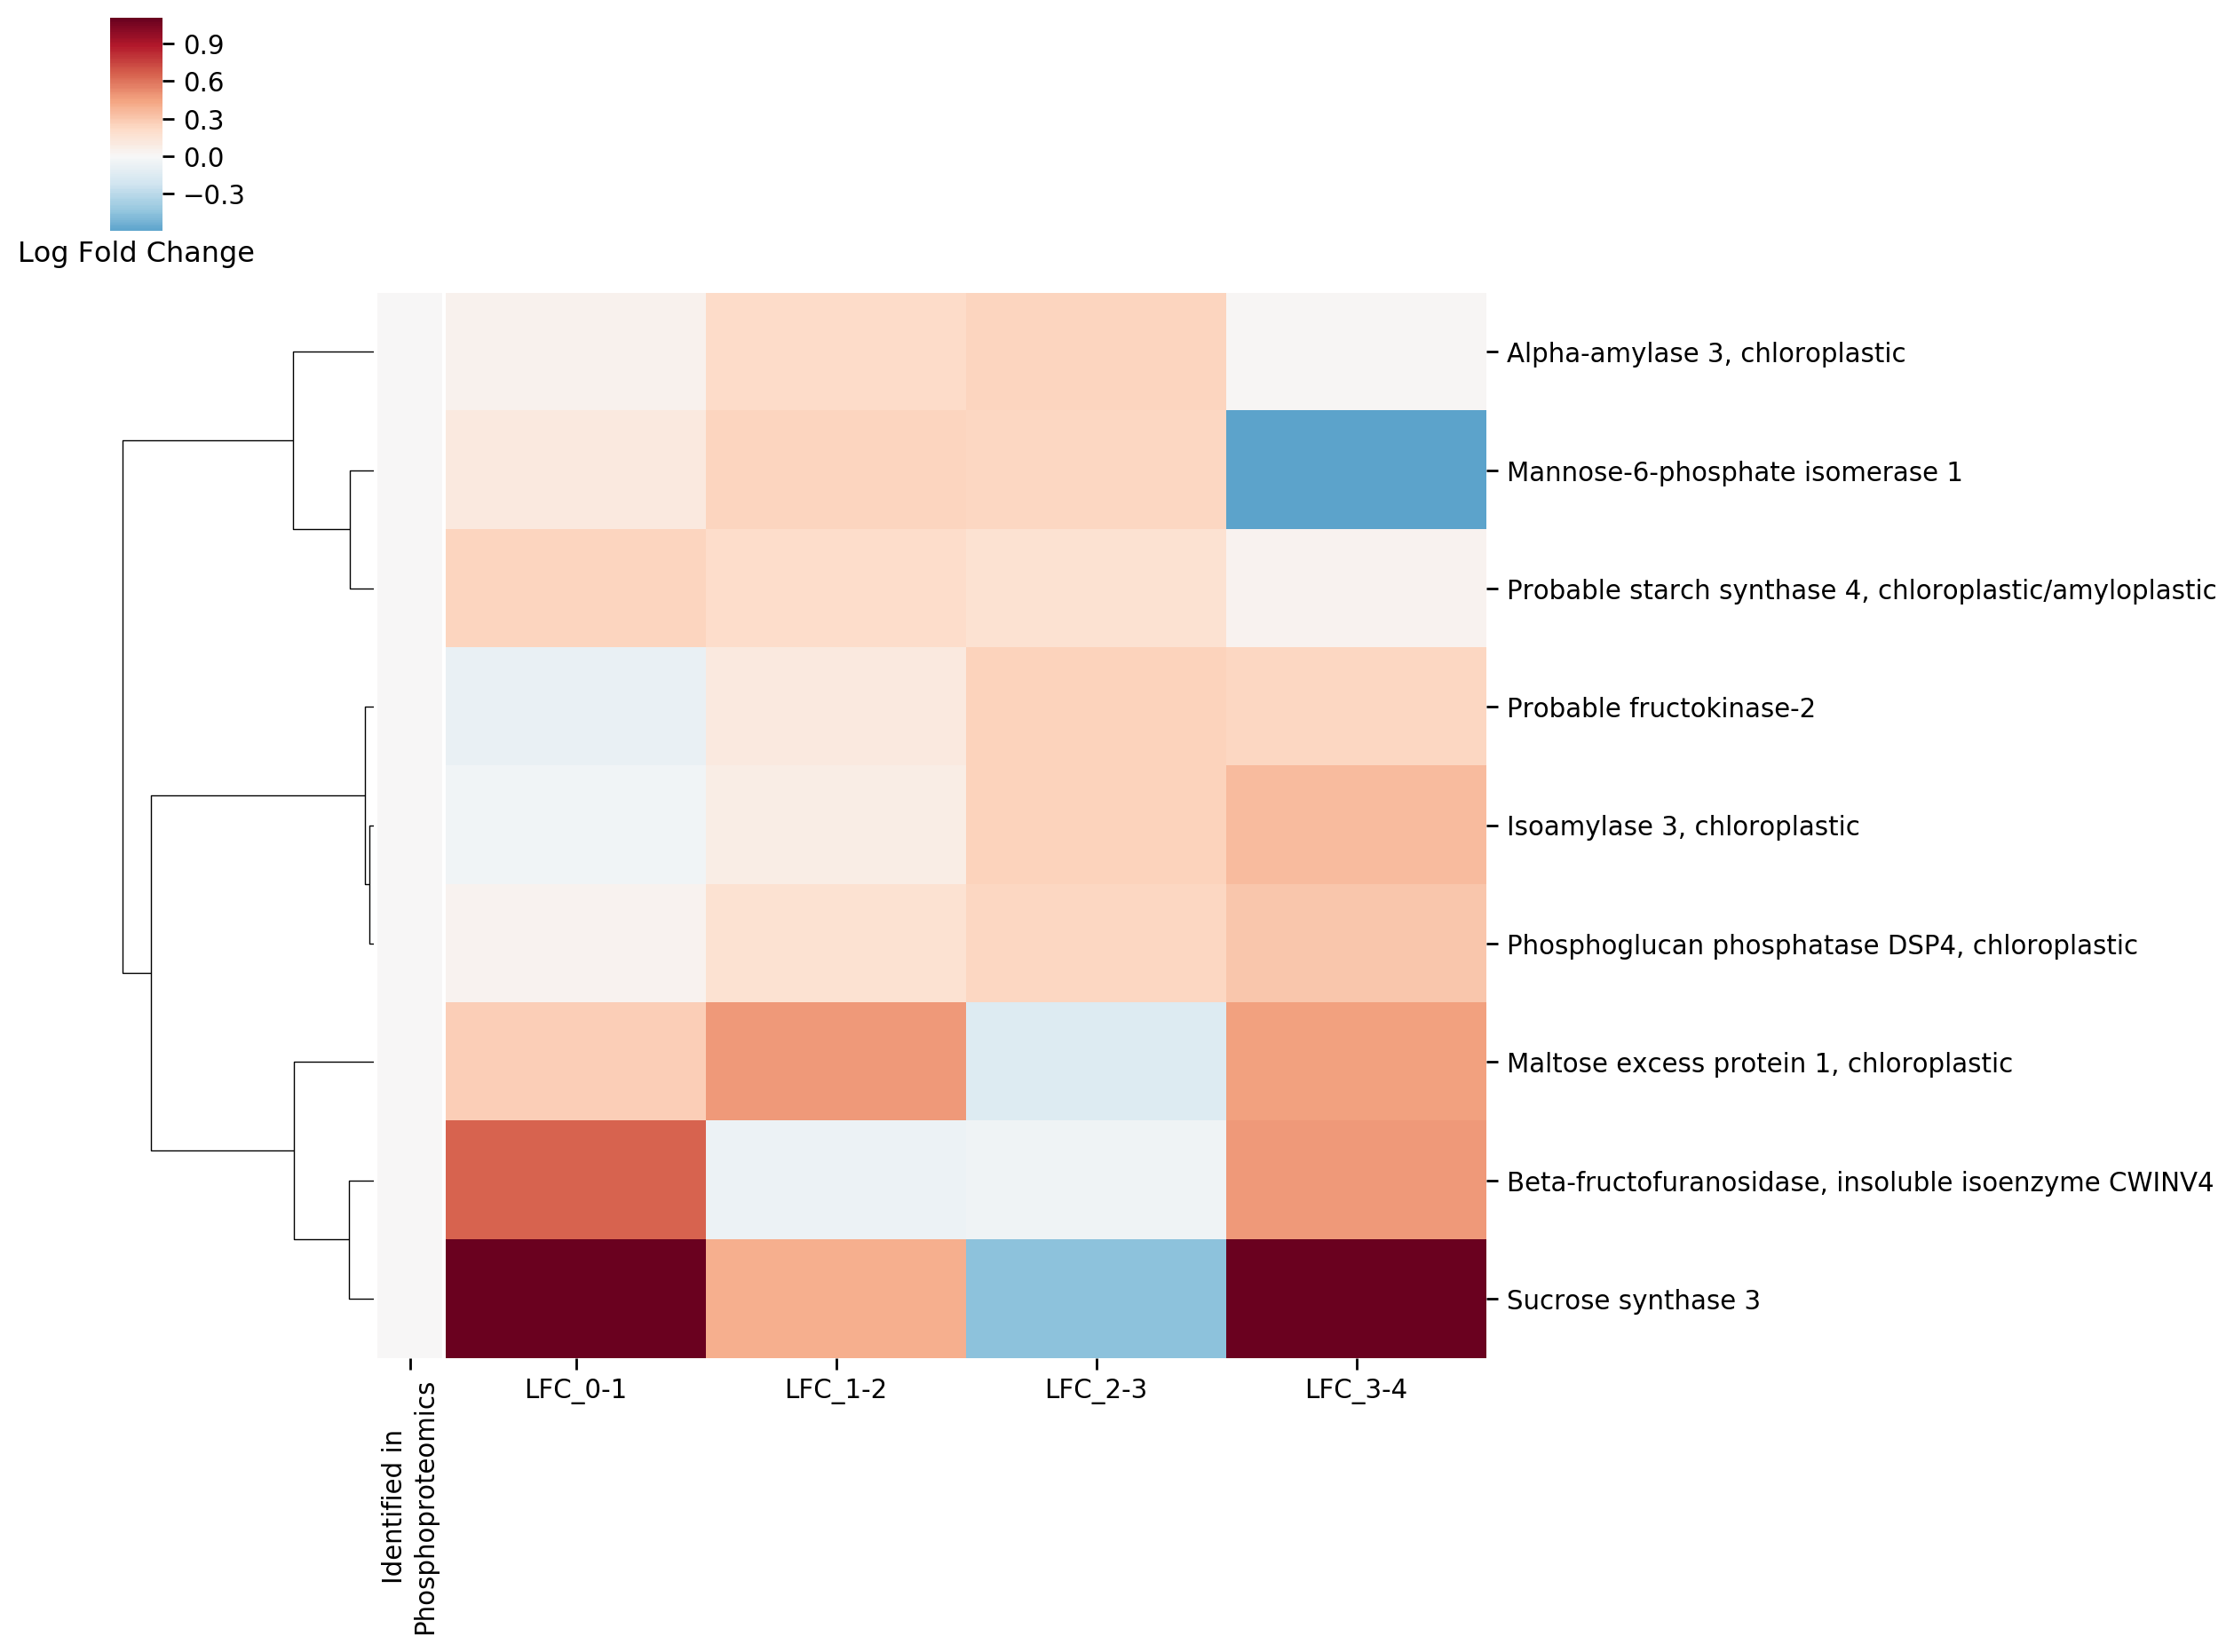 0.9
0.6
0.3
0.0
−0.3
Log Fold Change
Alpha-amylase 3, chloroplastic
Mannose-6-phosphate isomerase 1
Probable starch synthase 4, chloroplastic/amyloplastic
Probable fructokinase-2
Isoamylase 3, chloroplastic
Phosphoglucan phosphatase DSP4, chloroplastic
Maltose excess protein 1, chloroplastic
Beta-fructofuranosidase, insoluble isoenzyme CWINV4
Sucrose synthase 3
Identified in
Phosphoproteomics
LFC_0-1
LFC_1-2
LFC_2-3
LFC_3-4